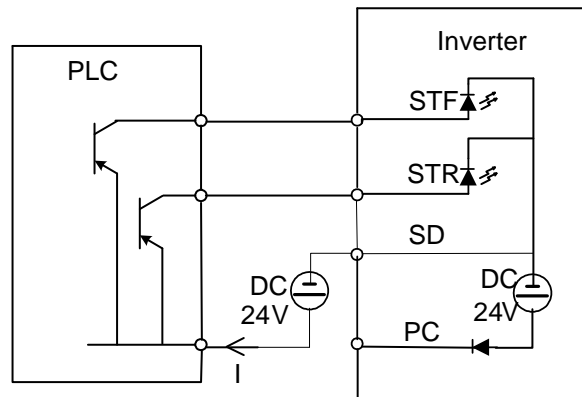 Inverter
PLC
STF
STR
SD
DC
24V
DC
24V
PC
I